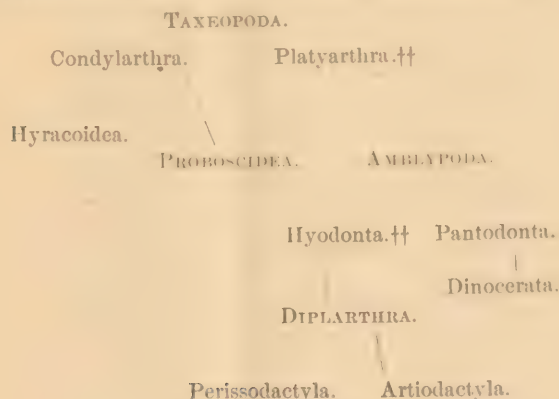 TAXEOPODA.
Condylarthra. Platyarthra.††
Hyracoidea.
PROBOSCIDEA. AMBLYPODA.
Hyodonta.†† Pantodonta.
Dinocerata.
DIPLARTHRA.
Perissodactyla. Artiodactyla.